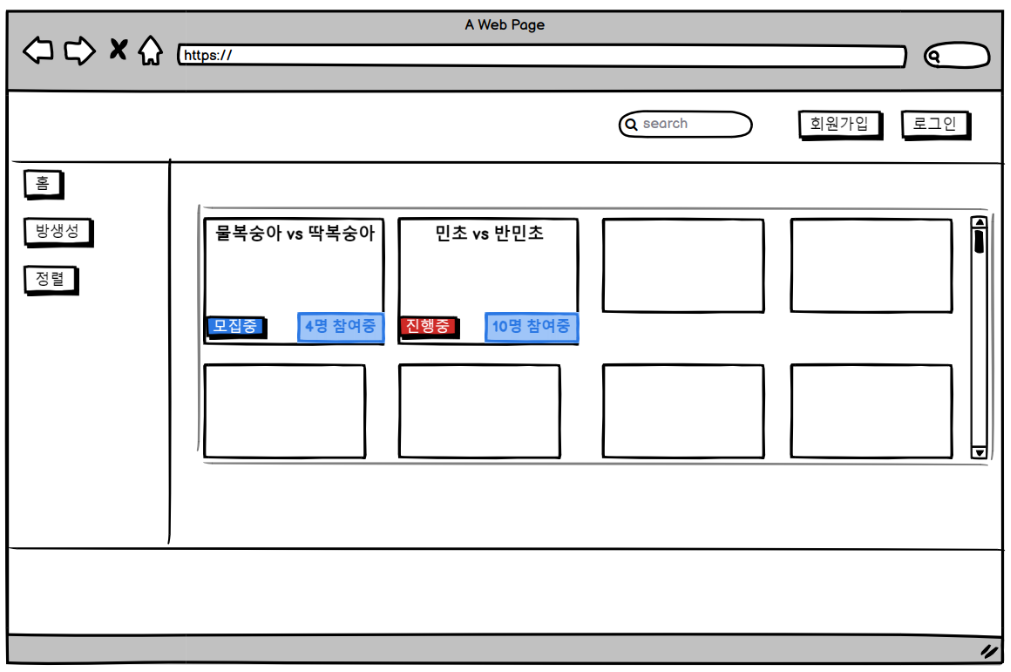 A Web Page
https://
search
회원가입
로그인
홈
방생성
정렬
물복숭아 vs 딱복숭아
민초 vs 반민초
모집중
4명 참여중
진행중
10명 참여중